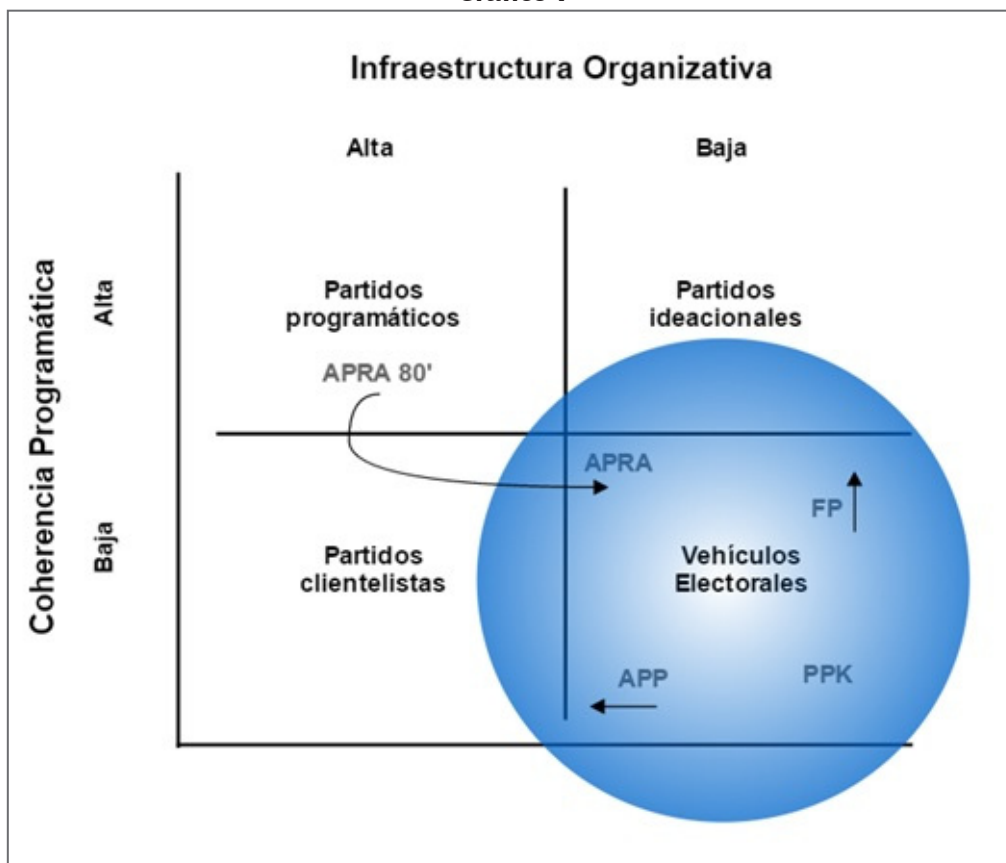 Infraestructura Organizativa
Alta
Baja
Coherencia Programática
Alta
Partidos
programáticos
Partidos
ideacionales
APRA 80'
APRA
FP
Baja
Partidos
clientelistas
Vehículos
Electorales
APP
PPK